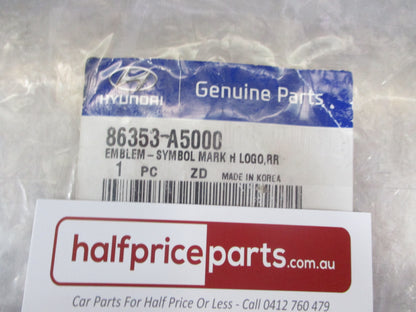 HYUNDAI Genuine Parts
86353-A5000
EMBLEM-SYMBOL MARK H LOGO,RR
1 PC ZD MADE IN KOREA
halfpriceparts.com.au
Car Parts For Half Price Or Less - Call 0412 760 479